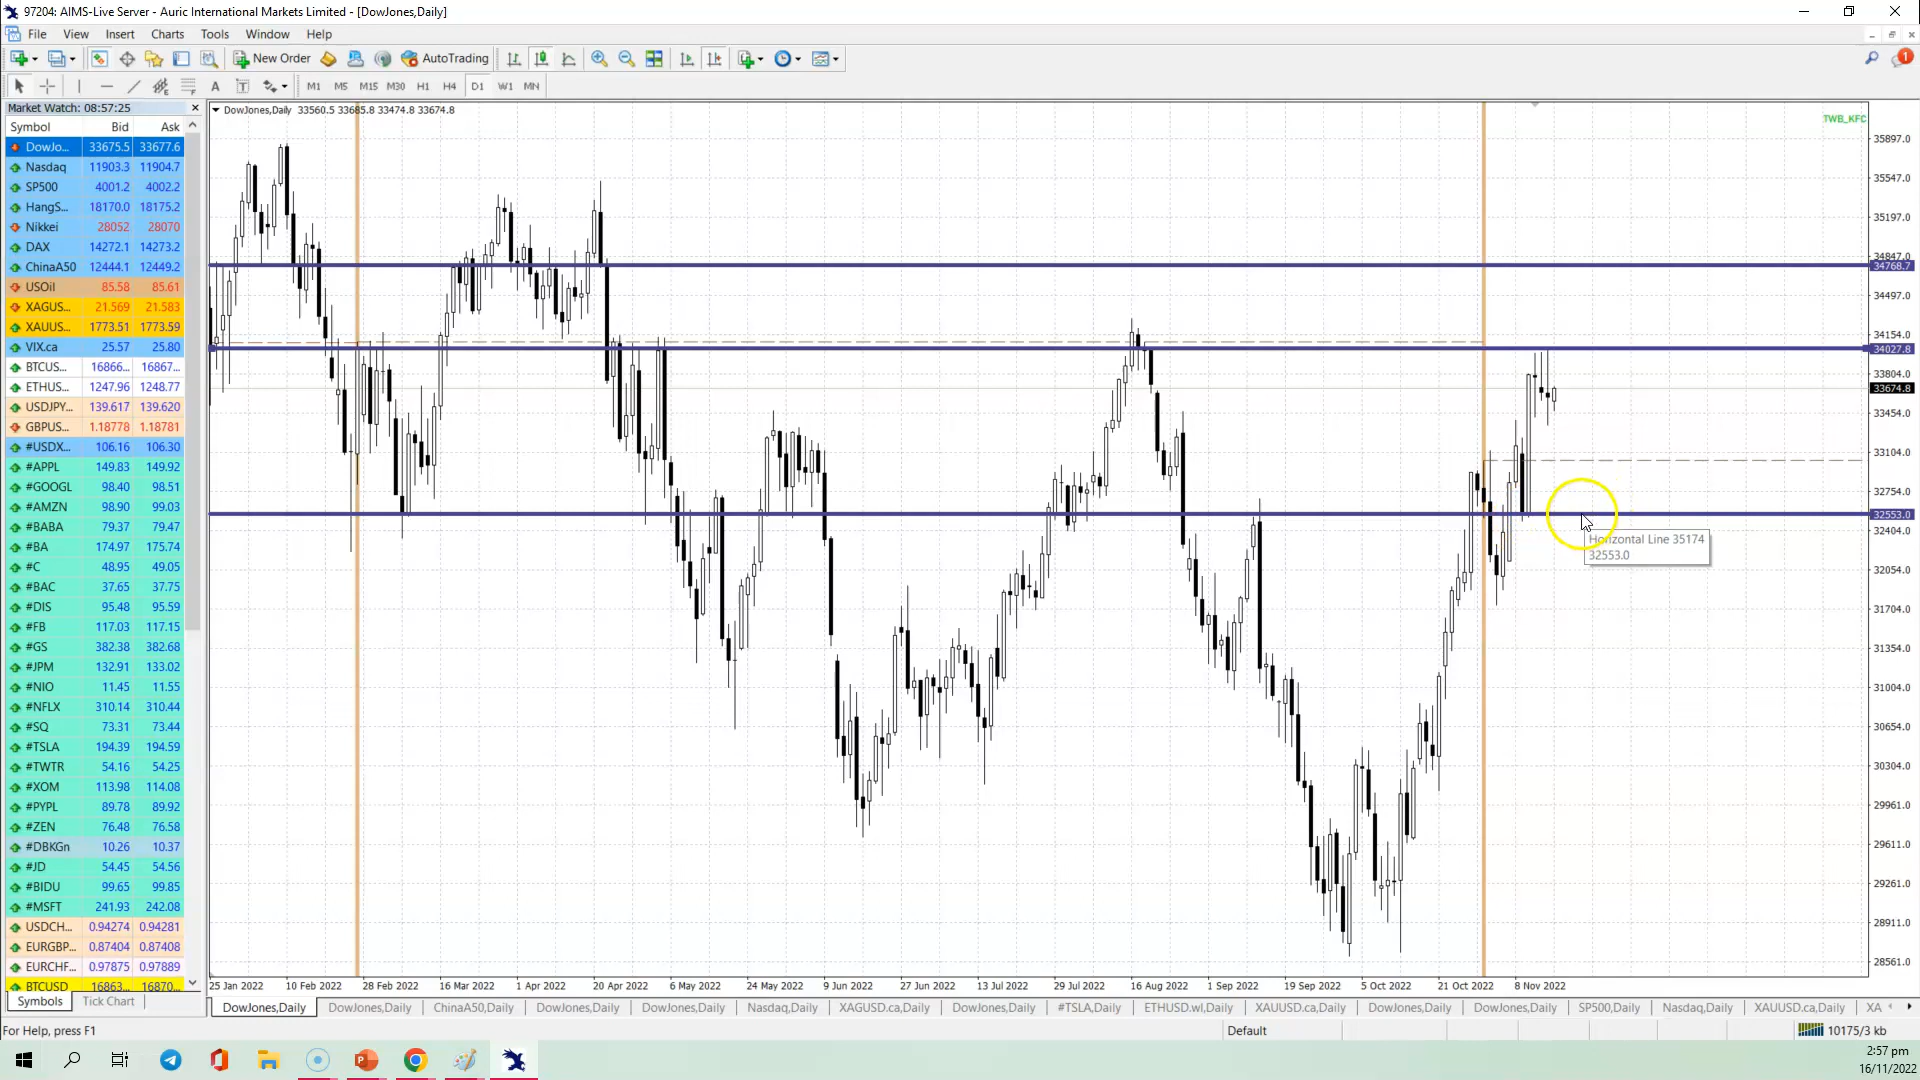 97204: AIMS-Live Server - Auric International Markets Limited - [DowJones,Daily]
File View Insert Charts Tools Window Help
New Order AutoTrading 1
A T M1 M5 M15 M30 H1 H4 D1 W1 MN
Market Watch: 08:57:25
Symbol Bid Ask
DowJo... 33675.5 33677.6
Nasdaq 11903.3 11904.7
SP500 4001.2 4002.2
HangS... 18170.0 18175.2
Nikkei 28052 28070
DAX 14272.1 14273.2
ChinaA50 12444.1 12449.2
USOil 85.58 85.61
XAGUS... 21.569 21.583
XAUUS... 1773.51 1773.59
VIX.ca 25.57 25.80
BTCUS... 16866... 16867...
ETHUS... 1247.96 1248.77
USDJPY... 139.617 139.620
GBPUS... 1.18778 1.18781
#USDX... 106.16 106.30
#APPL 149.83 149.92
#GOOGL 98.40 98.51
#AMZN 98.90 99.03
#BABA 79.37 79.47
#BA 174.97 175.74
#C 48.95 49.05
#BAC 37.65 37.75
#DIS 95.48 95.59
#FB 117.03 117.15
#GS 382.38 382.68
#JPM 132.91 133.02
#NIO 11.45 11.55
#NFLX 310.14 310.44
#SQ 73.31 73.44
#TSLA 194.39 194.59
#TWTR 54.16 54.25
#XOM 113.98 114.08
#PYPL 89.78 89.92
#ZEN 76.48 76.58
#DBKGn 10.26 10.37
#JD 54.45 54.56
#BIDU 99.65 99.85
#MSFT 241.93 242.08
USDCH... 0.94274 0.94281
EURGBP... 0.87404 0.87408
EURCHF... 0.97875 0.97889
BTCUSD 16863... 16870...
Symbols Tick Chart
DowJones,Daily 33560.5 33685.8 33474.8 33674.8
TWB_KFC
35897.0
35547.0
35197.0
34847.0
34768.7
34497.0
34154.0
34027.8
33804.0
33674.8
33454.0
33104.0
32754.0
32553.0
32404.0
32054.0
31704.0
31354.0
31004.0
30654.0
30304.0
29961.0
29611.0
29261.0
28911.0
28561.0
Horizontal Line 35174
32553.0
25 Jan 2022 10 Feb 2022 28 Feb 2022 16 Mar 2022 1 Apr 2022 20 Apr 2022 6 May 2022 24 May 2022 9 Jun 2022 27 Jun 2022 13 Jul 2022 29 Jul 2022 16 Aug 2022 1 Sep 2022 19 Sep 2022 5 Oct 2022 21 Oct 2022 8 Nov 2022
DowJones,Daily DowJones,Daily ChinaA50,Daily DowJones,Daily DowJones,Daily Nasdaq,Daily XAGUSD.ca,Daily DowJones,Daily #TSLA,Daily ETHUSD.wl,Daily XAUUSD.ca,Daily DowJones,Daily DowJones,Daily SP500,Daily Nasdaq,Daily XAUUSD.ca,Daily XA
For Help, press F1 Default 10175/3 kb
2:57 pm
16/11/2022